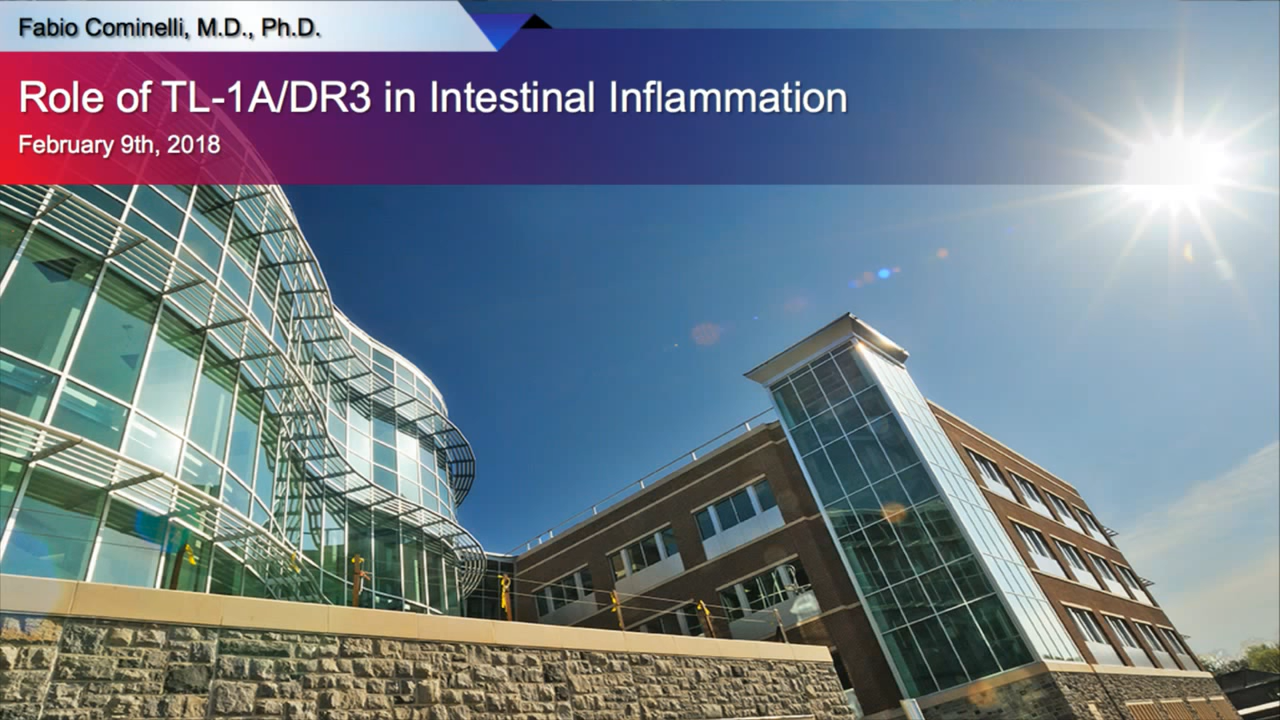 Fabio Cominelli, M.D., Ph.D.
Role of TL-1A/DR3 in Intestinal Inflammation
February 9th, 2018